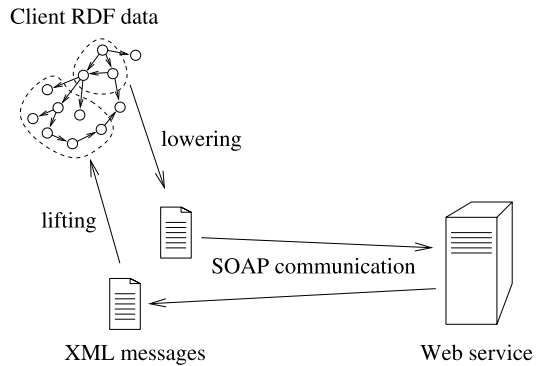 Client RDF data
lowering
lifting
SOAP communication
XML messages
Web service